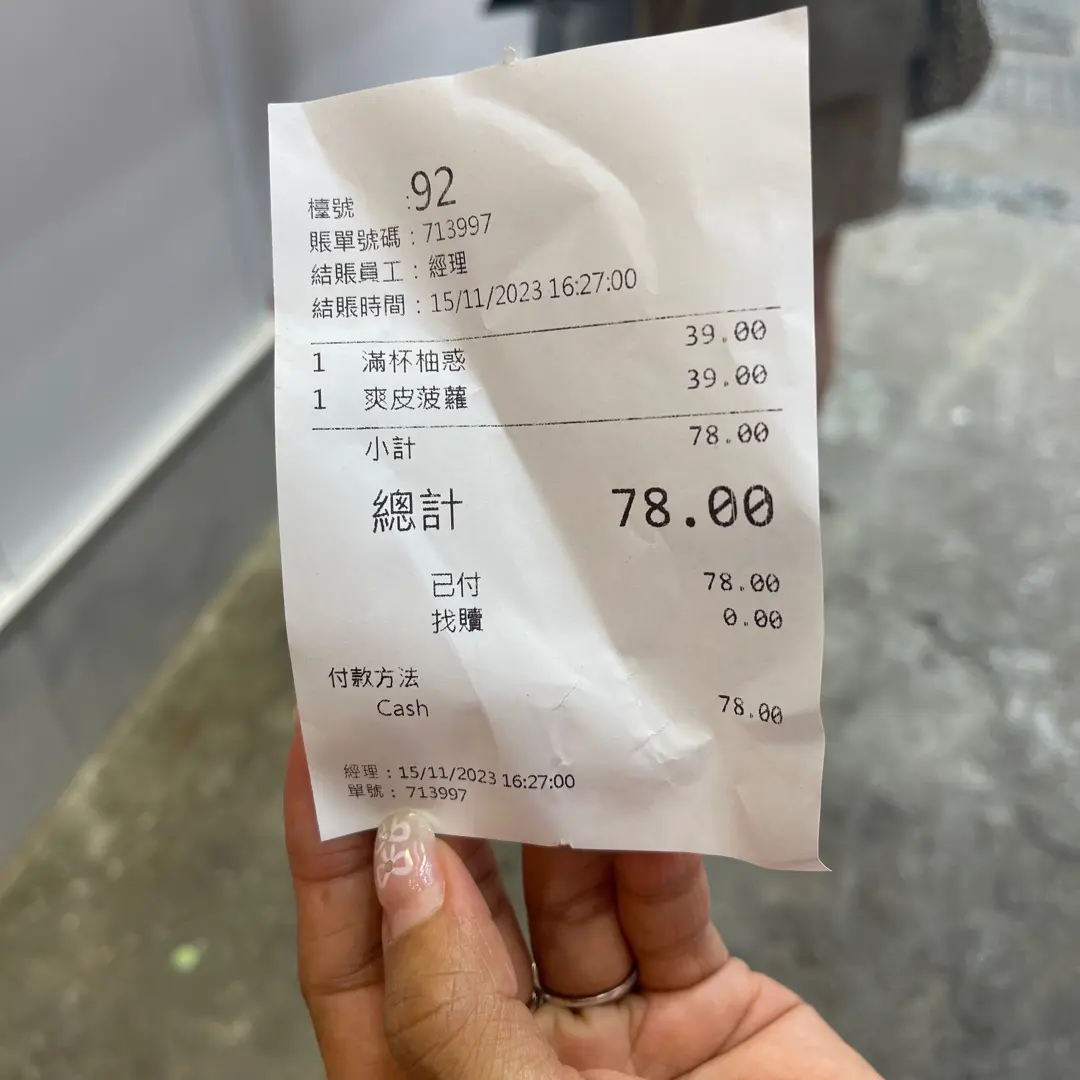 檯號 :92
賬單號碼 : 713997
結賬員工 : 經理
結賬時間 : 15/11/2023 16:27:00
1 滿杯柚惑 39.00
1 爽皮菠蘿 39.00
小計 78.00
總計 78.00
已付 78.00
找贖 0.00
付款方法
Cash 78.00
經理 : 15/11/2023 16:27:00
單號 : 713997